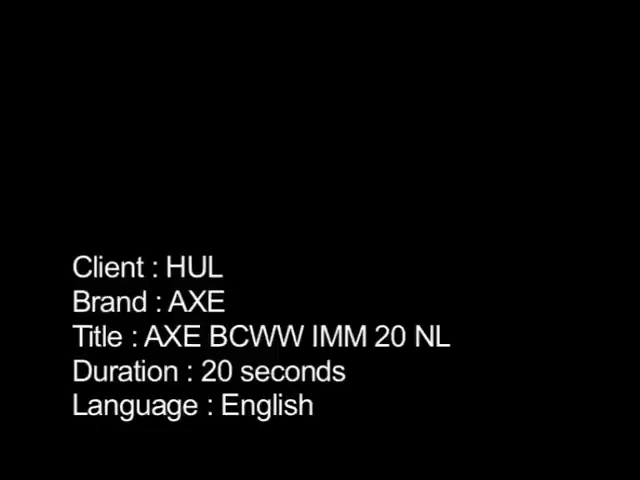 Client : HUL
Brand : AXE
Title : AXE BCWW IMM 20 NL
Duration : 20 seconds
Language : English